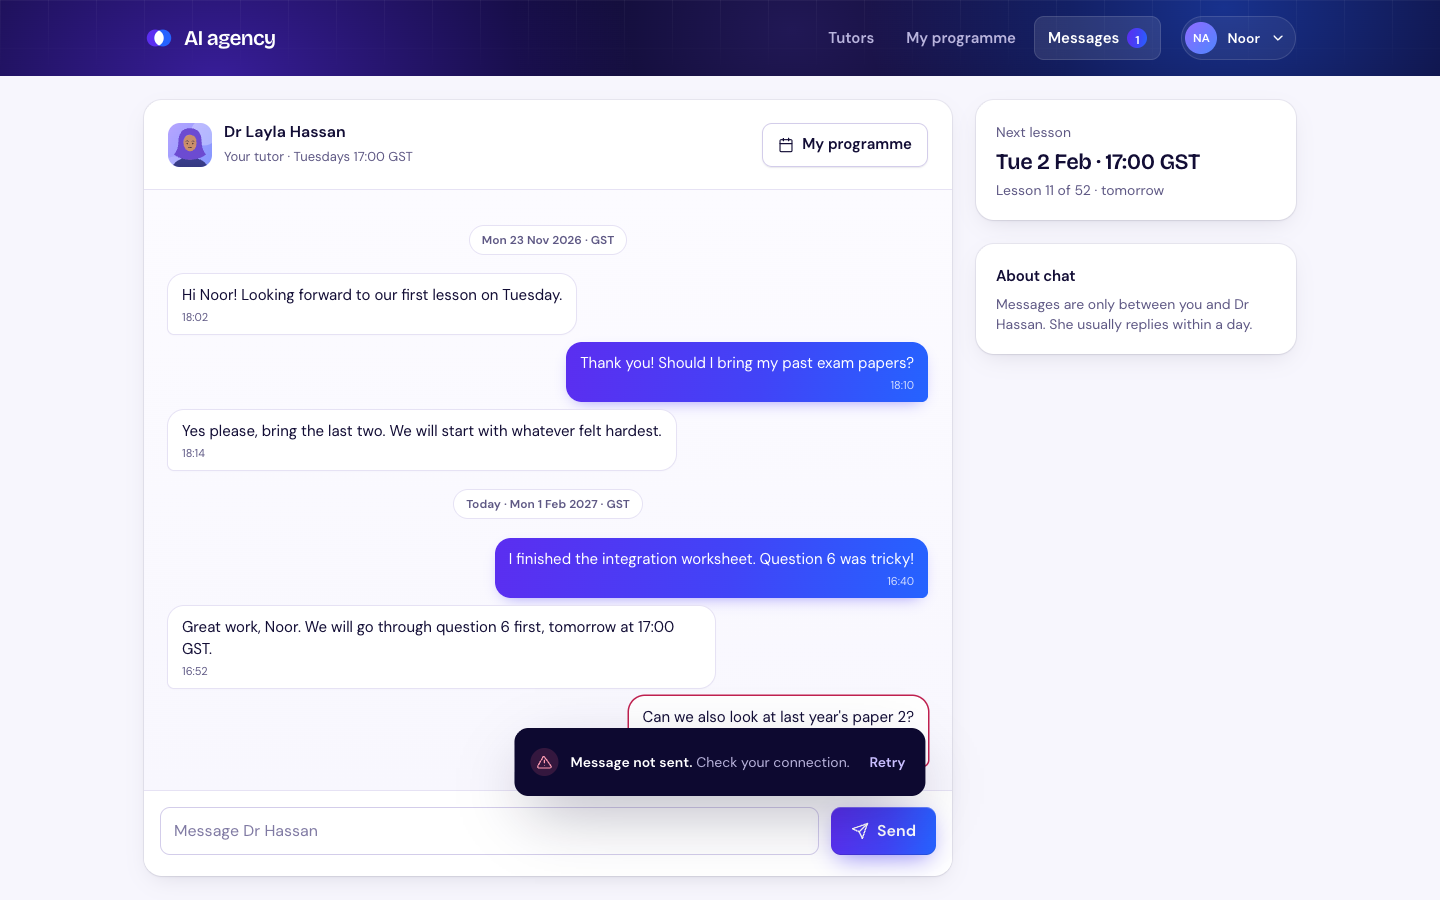 AI agency
Tutors
My programme
Messages 1
NA Noor
Dr Layla Hassan
Your tutor · Tuesdays 17:00 GST
My programme
Mon 23 Nov 2026 · GST
Hi Noor! Looking forward to our first lesson on Tuesday.
18:02
Thank you! Should I bring my past exam papers?
18:10
Yes please, bring the last two. We will start with whatever felt hardest.
18:14
Today · Mon 1 Feb 2027 · GST
I finished the integration worksheet. Question 6 was tricky!
16:40
Great work, Noor. We will go through question 6 first, tomorrow at 17:00
GST.
16:52
Can we also look at last year's paper 2?
Message not sent. Check your connection. Retry
Message Dr Hassan
Send
Next lesson
Tue 2 Feb · 17:00 GST
Lesson 11 of 52 · tomorrow
About chat
Messages are only between you and Dr
Hassan. She usually replies within a day.